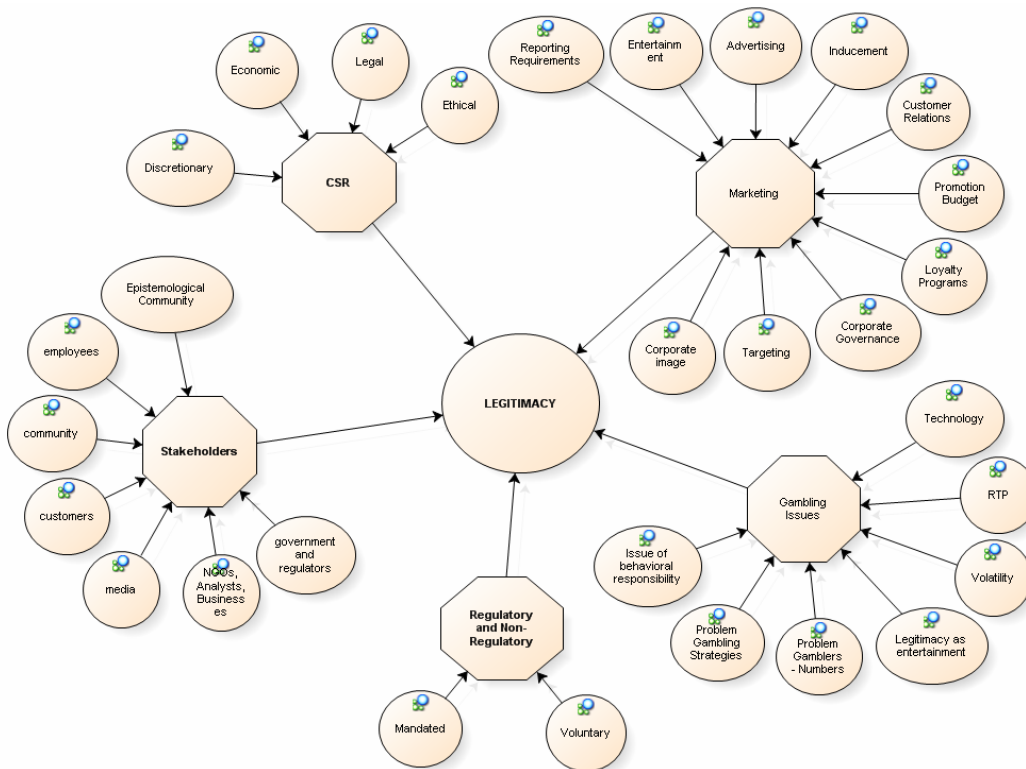 Economic
Legal
Ethical
Discretionary
CSR
Reporting
Requirements
Entertainm
ent
Advertising
Inducement
Customer
Relations
Promotion
Budget
Loyalty
Programs
Corporate
Governance
Targeting
Corporate
image
Marketing
Epistemological
Community
employees
community
customers
media
NGOs,
Analysts,
Business
es
government
and
regulators
Stakeholders
LEGITIMACY
Regulatory
and Non-
Regulatory
Mandated
Voluntary
Gambling
Issues
Technology
RTP
Volatility
Legitimacy as
entertainment
Problem
Gamblers
- Numbers
Problem
Gambling
Strategies
Issue of
behavioral
responsibility